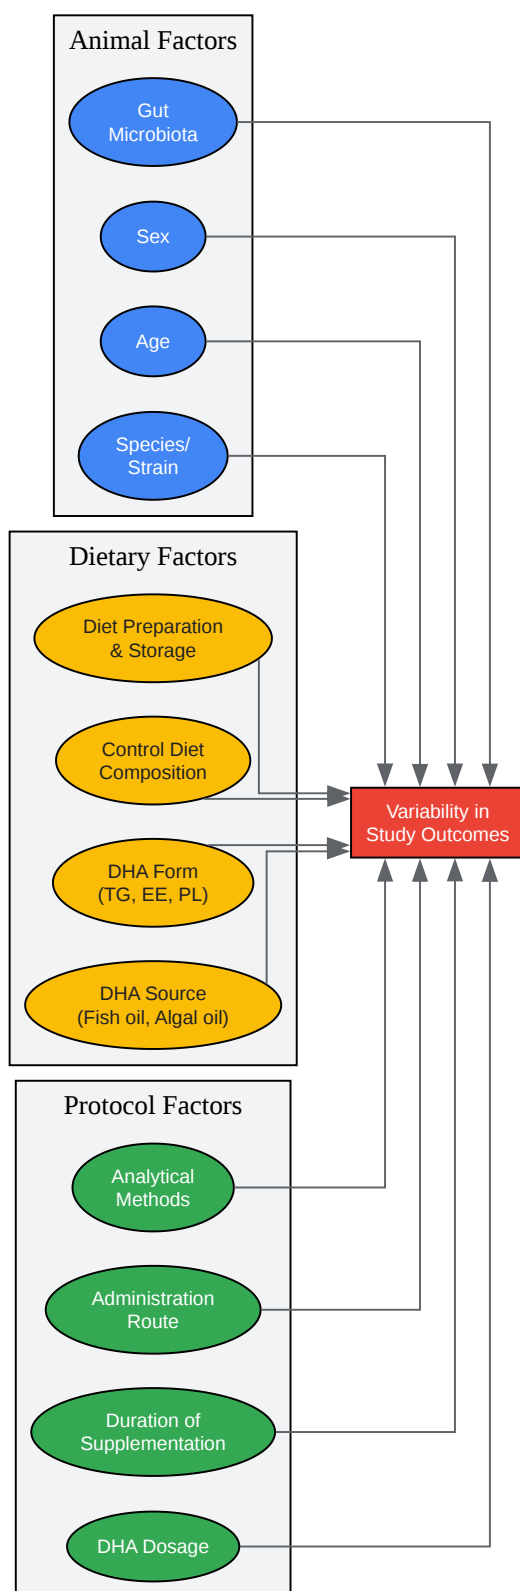 Animal Factors
Gut
Microbiota
Sex
Age
Species/
Strain
Dietary Factors
Diet Preparation
& Storage
Control Diet
Composition
DHA Form
(TG, EE, PL)
DHA Source
(Fish oil, Algal oil)
Variability in
Study Outcomes
Protocol Factors
Analytical
Methods
Administration
Route
Duration of
Supplementation
DHA Dosage